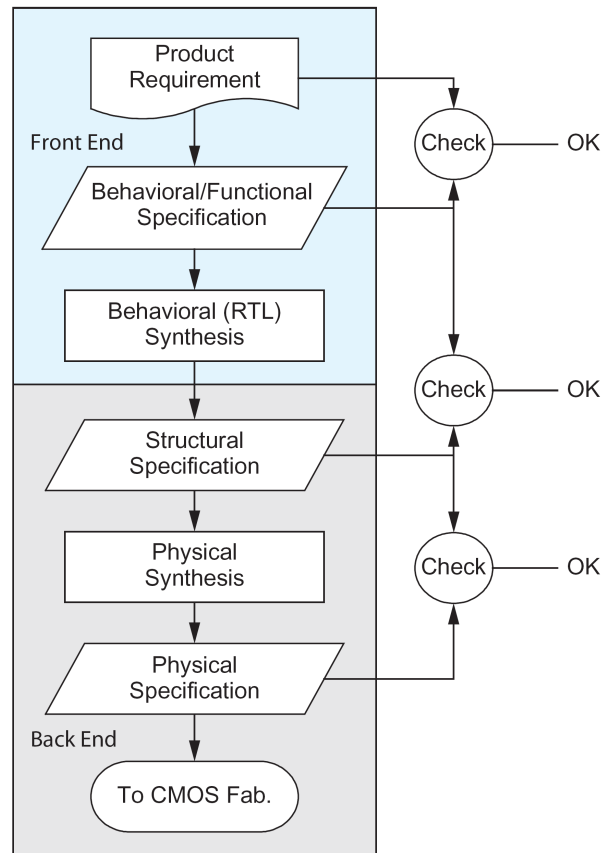 Product
Requirement
Front End
Check
OK
Behavioral/Functional
Specification
Behavioral (RTL)
Synthesis
Check
OK
Structural
Specification
Physical
Synthesis
Check
OK
Physical
Specification
Back End
To CMOS Fab.